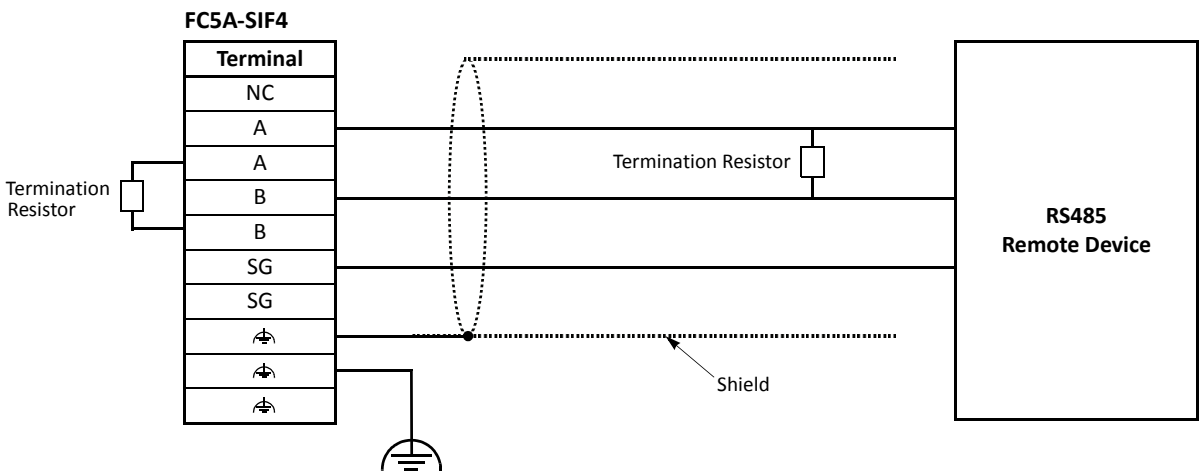 FC5A-SIF4
Terminal
NC
A
A
B
B
SG
SG
Termination
Resistor
Termination Resistor
Shield
RS485
Remote Device